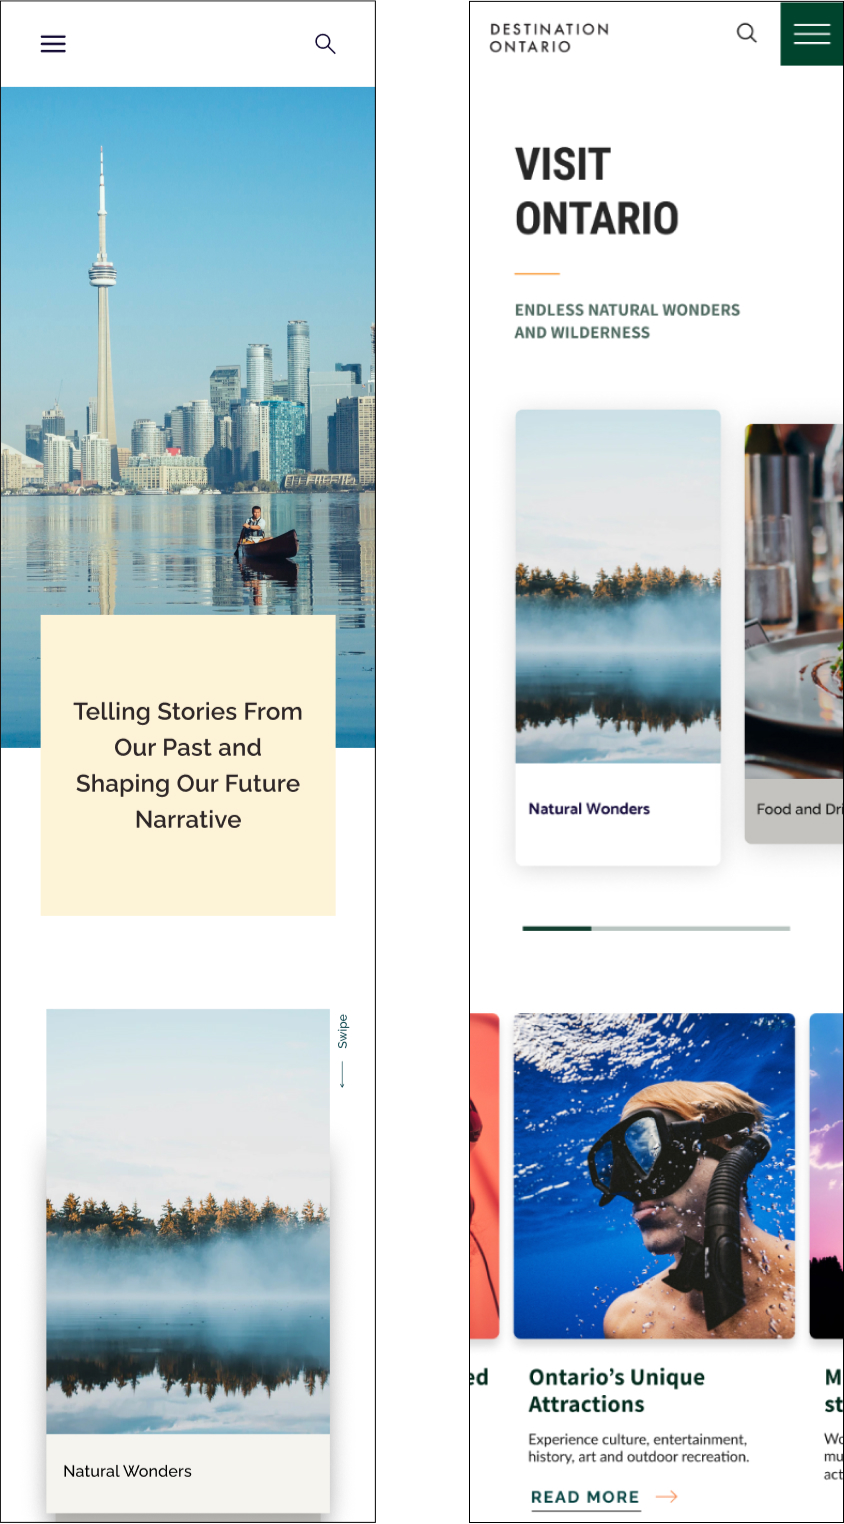 Telling Stories From
Our Past and
Shaping Our Future
Narrative
Swipe
Natural Wonders
DESTINATION
ONTARIO
VISIT
ONTARIO
ENDLESS NATURAL WONDERS
AND WILDERNESS
Natural Wonders
Food and Dri
ed
Ontario's Unique
Attractions
Experience culture, entertainment,
history, art and outdoor recreation.
READ MORE
M
st
Wo
mu
act